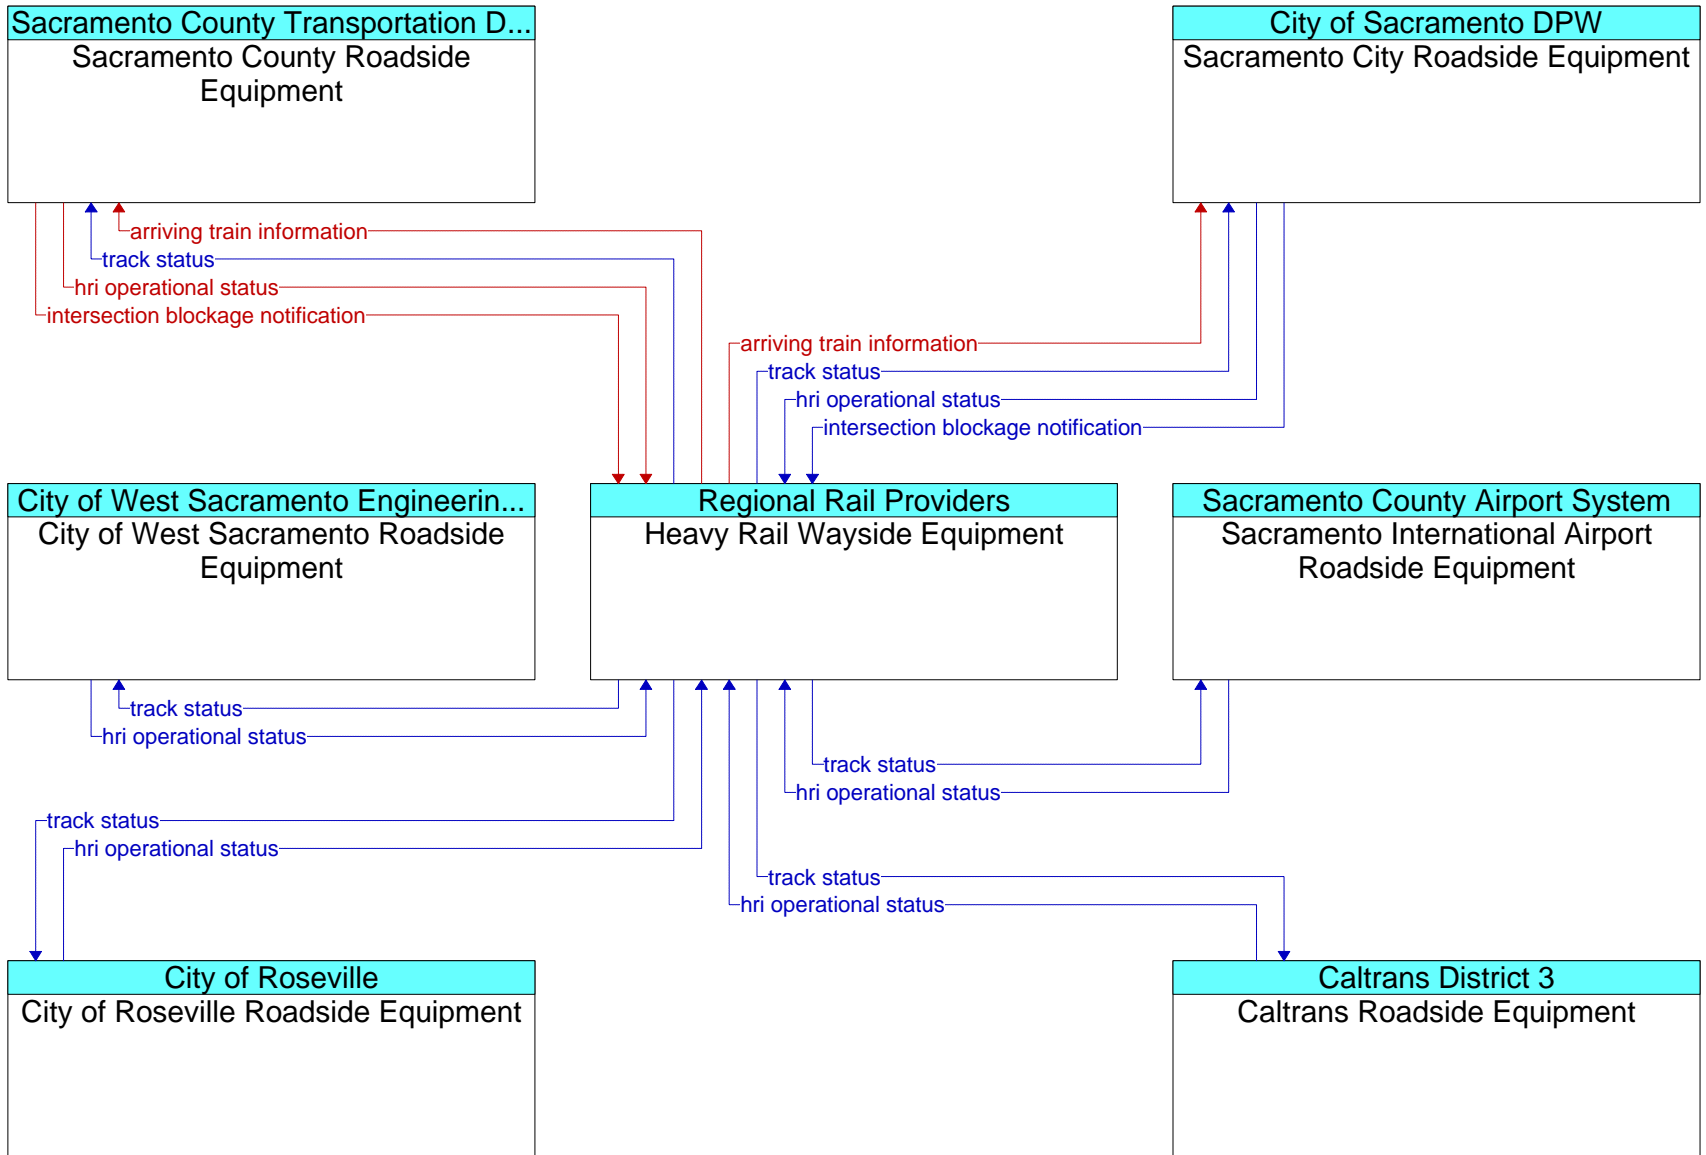 Sacramento County Transportation D...
Sacramento County Roadside
Equipment
City of Sacramento DPW
Sacramento City Roadside Equipment
arriving train information
track status
hri operational status
intersection blockage notification
arriving train information
track status
hri operational status
intersection blockage notification
City of West Sacramento Engineerin...
City of West Sacramento Roadside
Equipment
Regional Rail Providers
Heavy Rail Wayside Equipment
Sacramento County Airport System
Sacramento International Airport
Roadside Equipment
track status
hri operational status
track status
hri operational status
track status
hri operational status
track status
hri operational status
City of Roseville
City of Roseville Roadside Equipment
Caltrans District 3
Caltrans Roadside Equipment